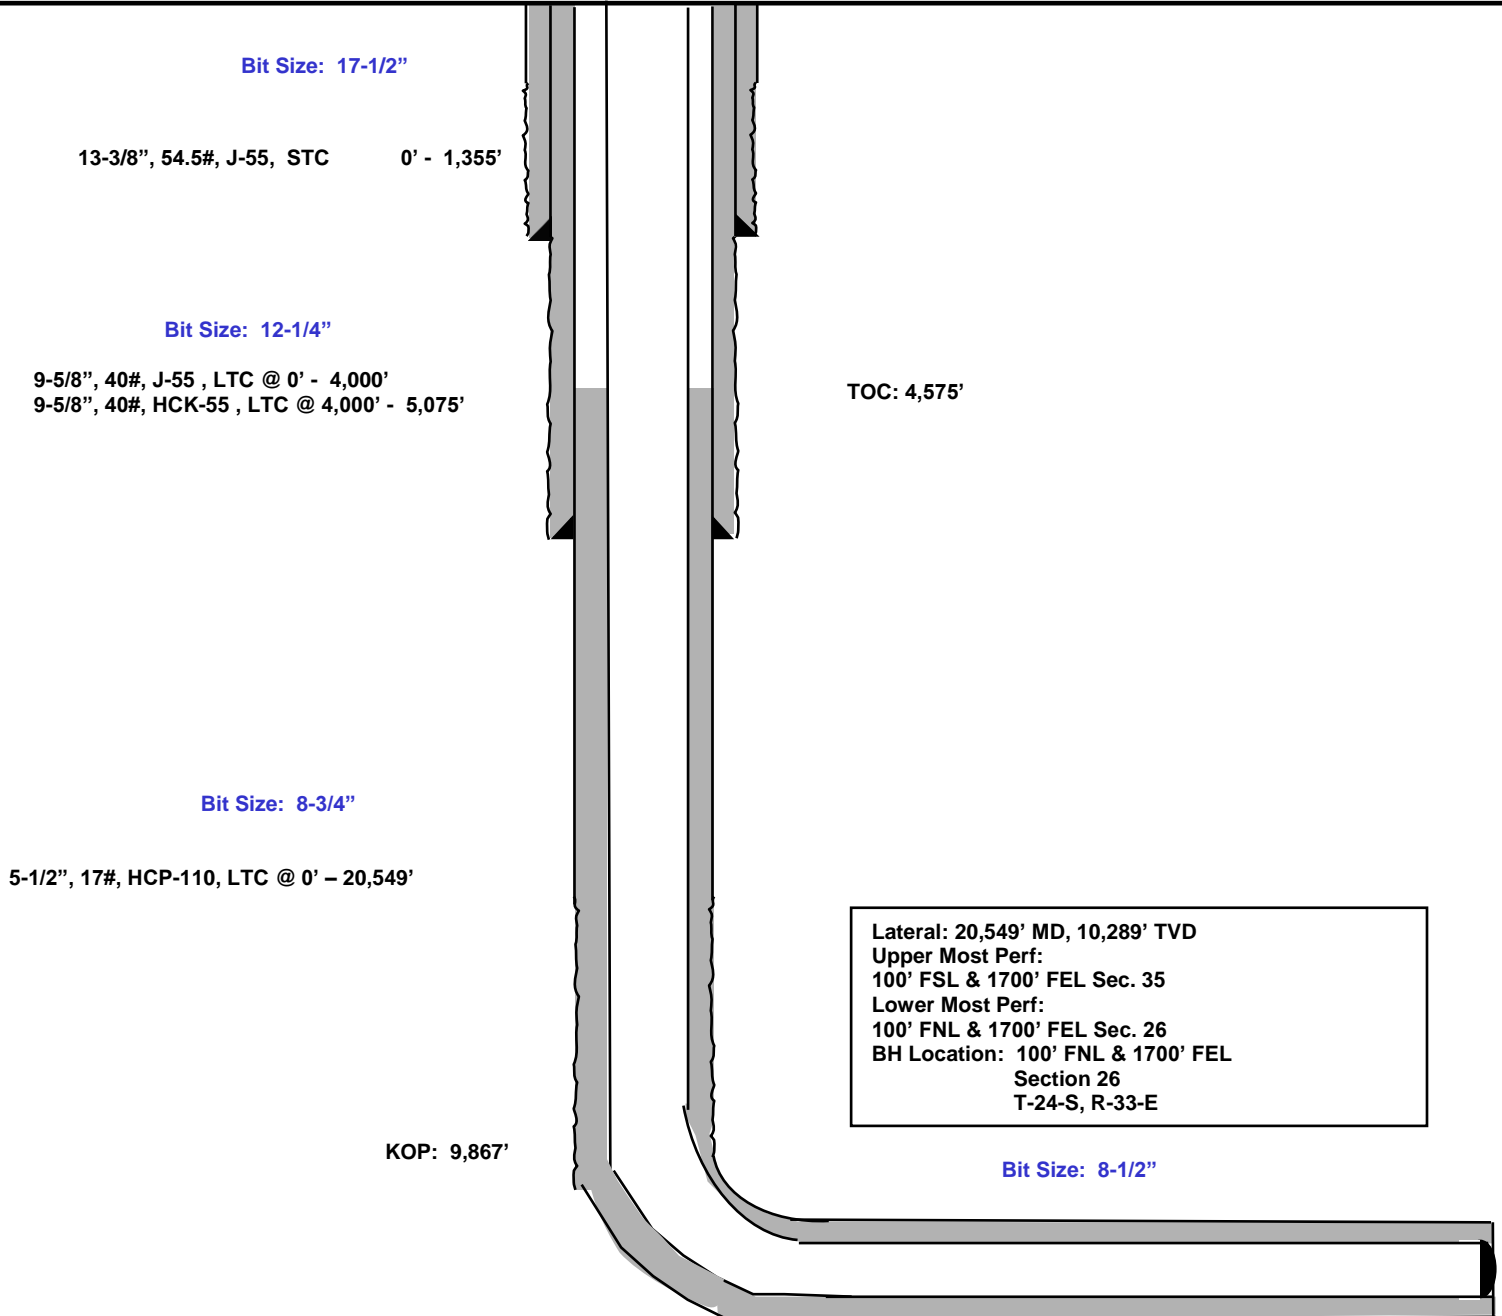 Bit Size: 17-1/2”
13-3/8”, 54.5#, J-55, STC 0’ - 1,355’
Bit Size: 12-1/4”
9-5/8”, 40#, J-55 , LTC @ 0’ - 4,000’
9-5/8”, 40#, HCK-55 , LTC @ 4,000’ - 5,075’
TOC: 4,575’
Bit Size: 8-3/4”
5-1/2”, 17#, HCP-110, LTC @ 0’ – 20,549’
Lateral: 20,549’ MD, 10,289’ TVD
Upper Most Perf:
100’ FSL & 1700’ FEL Sec. 35
Lower Most Perf:
100’ FNL & 1700’ FEL Sec. 26
BH Location: 100’ FNL & 1700’ FEL
Section 26
T-24-S, R-33-E
KOP: 9,867’
Bit Size: 8-1/2”